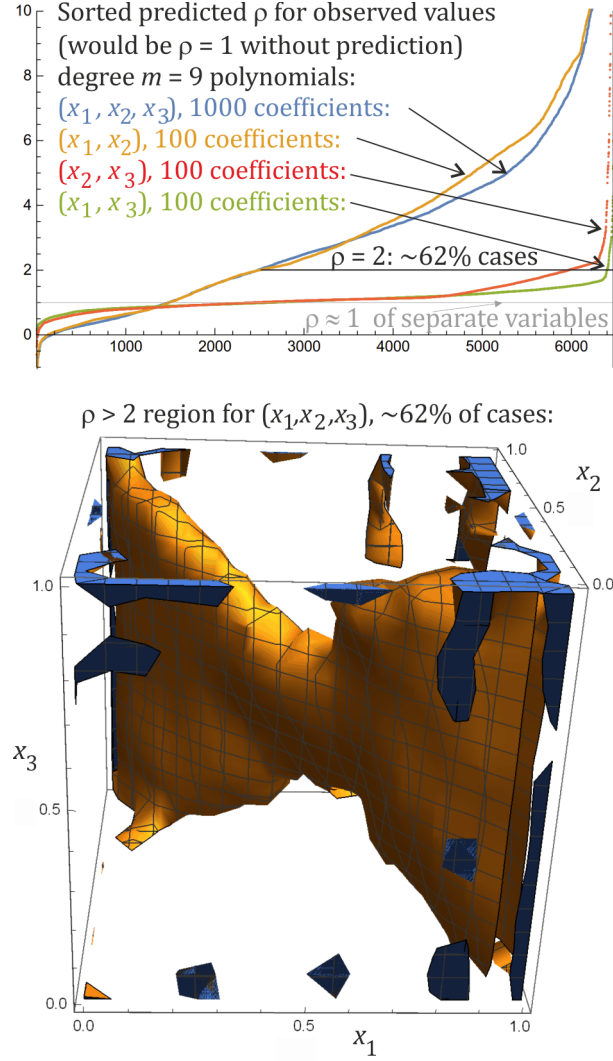 Sorted predicted ρ for observed values
(would be ρ = 1 without prediction)
degree m = 9 polynomials:
(x₁, x₂, x₃), 1000 coefficients:
(x₁, x₂), 100 coefficients:
(x₂, x₃), 100 coefficients:
(x₁, x₃), 100 coefficients:
10
8
6
4
2
0
ρ = 2: ~62% cases
ρ ≈ 1 of separate variables
1000 2000 3000 4000 5000 6000
ρ > 2 region for (x₁,x₂,x₃), ~62% of cases:
1.0
x₂
0.5
0.0
1.0
x₃
0.5
0.0
0.0 0.5 1.0
x₁